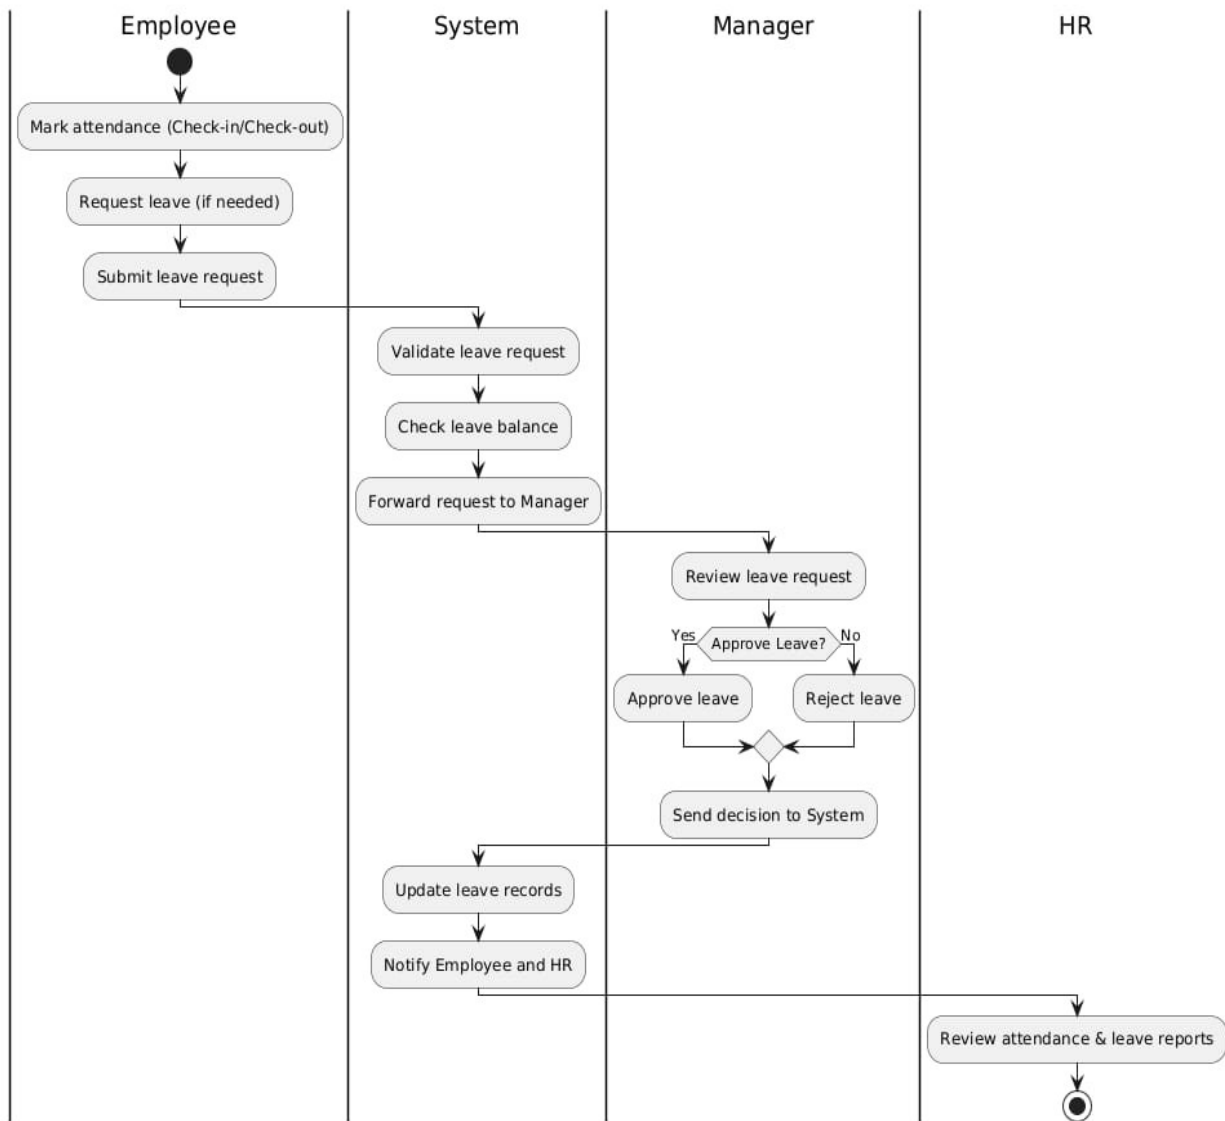 Employee
System
Manager
HR
Mark attendance (Check-in/Check-out)
Request leave (if needed)
Submit leave request
Validate leave request
Check leave balance
Forward request to Manager
Review leave request
Yes
Approve Leave?
No
Approve leave
Reject leave
Send decision to System
Update leave records
Notify Employee and HR
Review attendance & leave reports